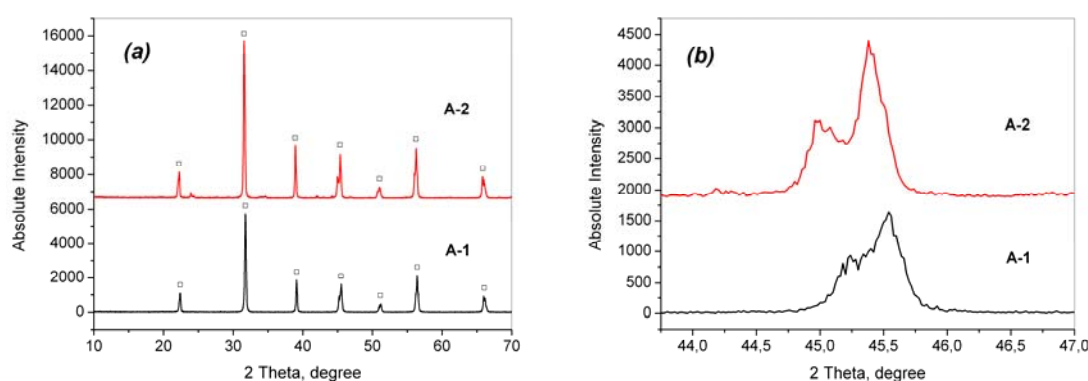 (a)
16000
14000
12000
10000
8000
6000
4000
2000
0
Absolute Intensity
A-2
A-1
10 20 30 40 50 60 70
2 Theta, degree
(b)
4500
4000
3500
3000
2500
2000
1500
1000
500
0
Absolute Intensity
A-2
A-1
44,0 44,5 45,0 45,5 46,0 46,5 47,0
2 Theta, degree